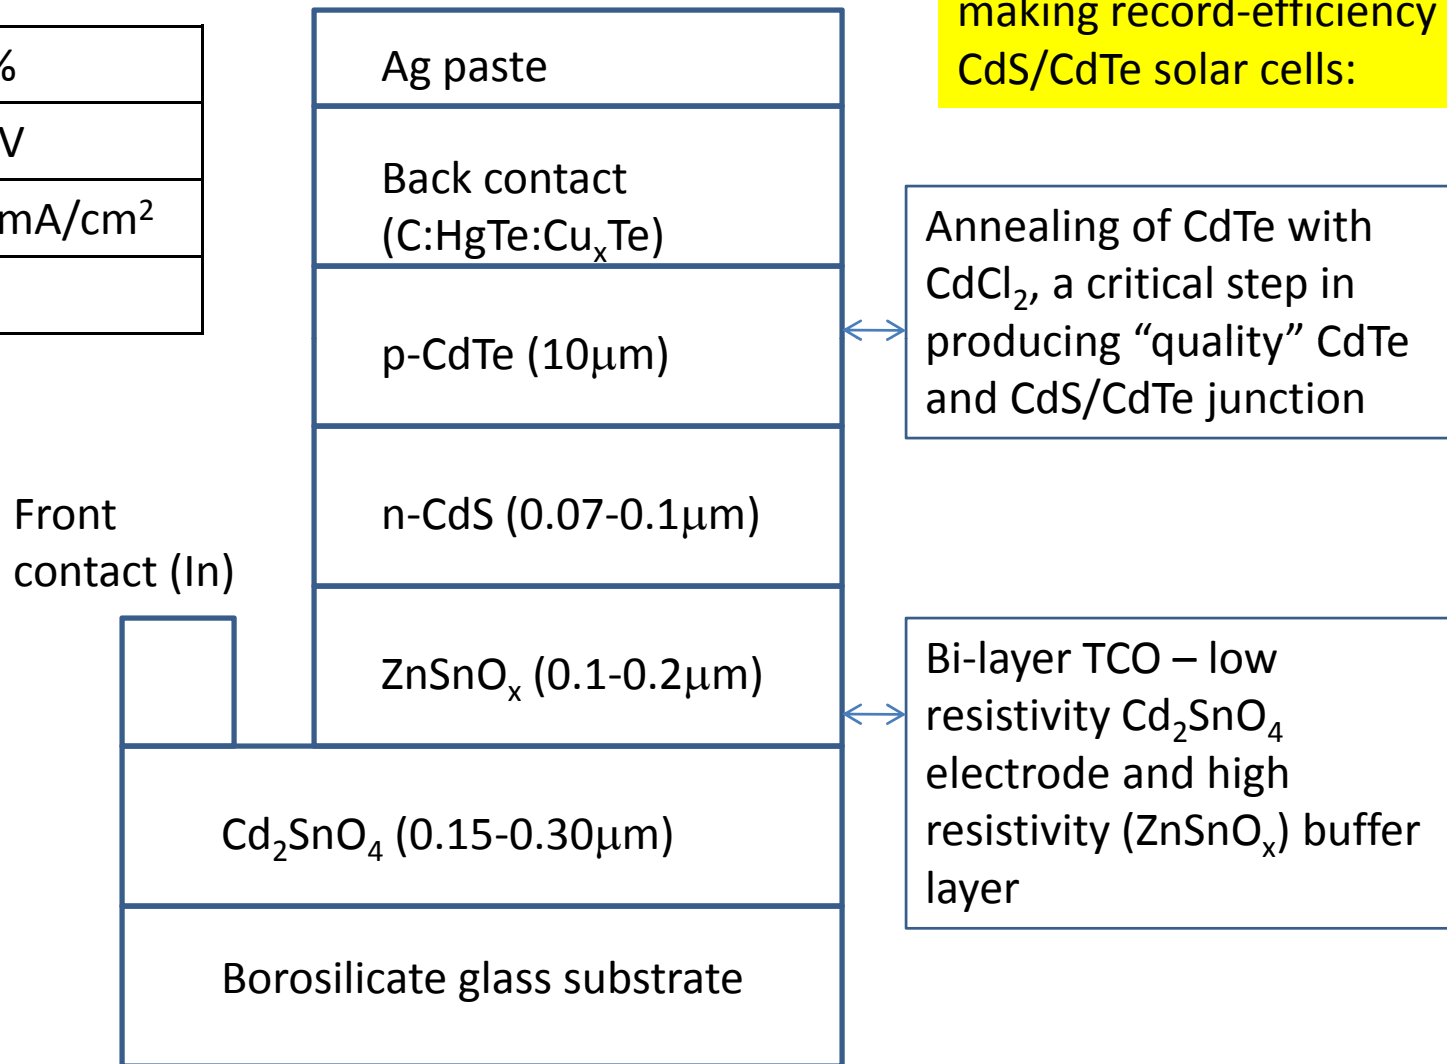 %
V
mA/cm²
making record-efficiency
CdS/CdTe solar cells:
Ag paste
Back contact
(C:HgTe:CuₓTe)
p-CdTe (10μm)
Annealing of CdTe with
CdCl₂, a critical step in
producing “quality” CdTe
and CdS/CdTe junction
n-CdS (0.07-0.1μm)
Front
contact (In)
ZnSnOₓ (0.1-0.2μm)
Bi-layer TCO – low
resistivity Cd₂SnO₄
electrode and high
resistivity (ZnSnOₓ) buffer
layer
Cd₂SnO₄ (0.15-0.30μm)
Borosilicate glass substrate